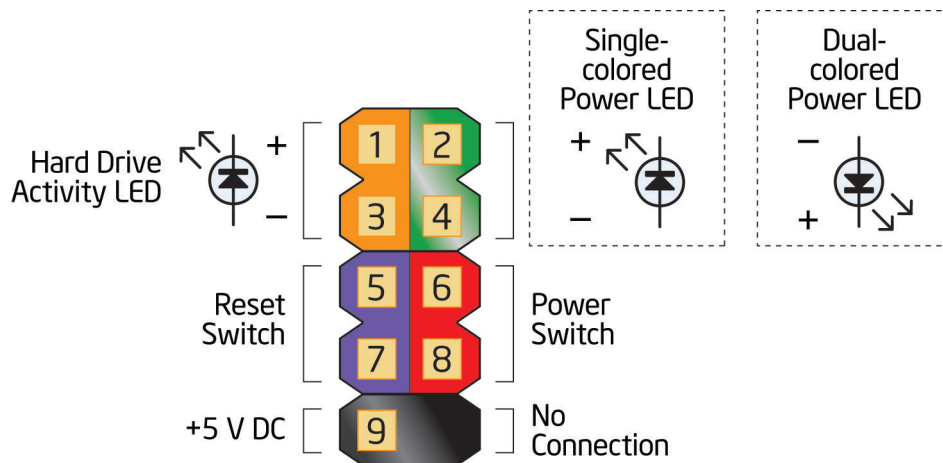 Single-
colored
Power LED
Dual-
colored
Power LED
Hard Drive
Activity LED
+
−
1
2
3
4
+
−
−
+
Reset
Switch
5
6
7
8
Power
Switch
+5 V DC
9
No
Connection